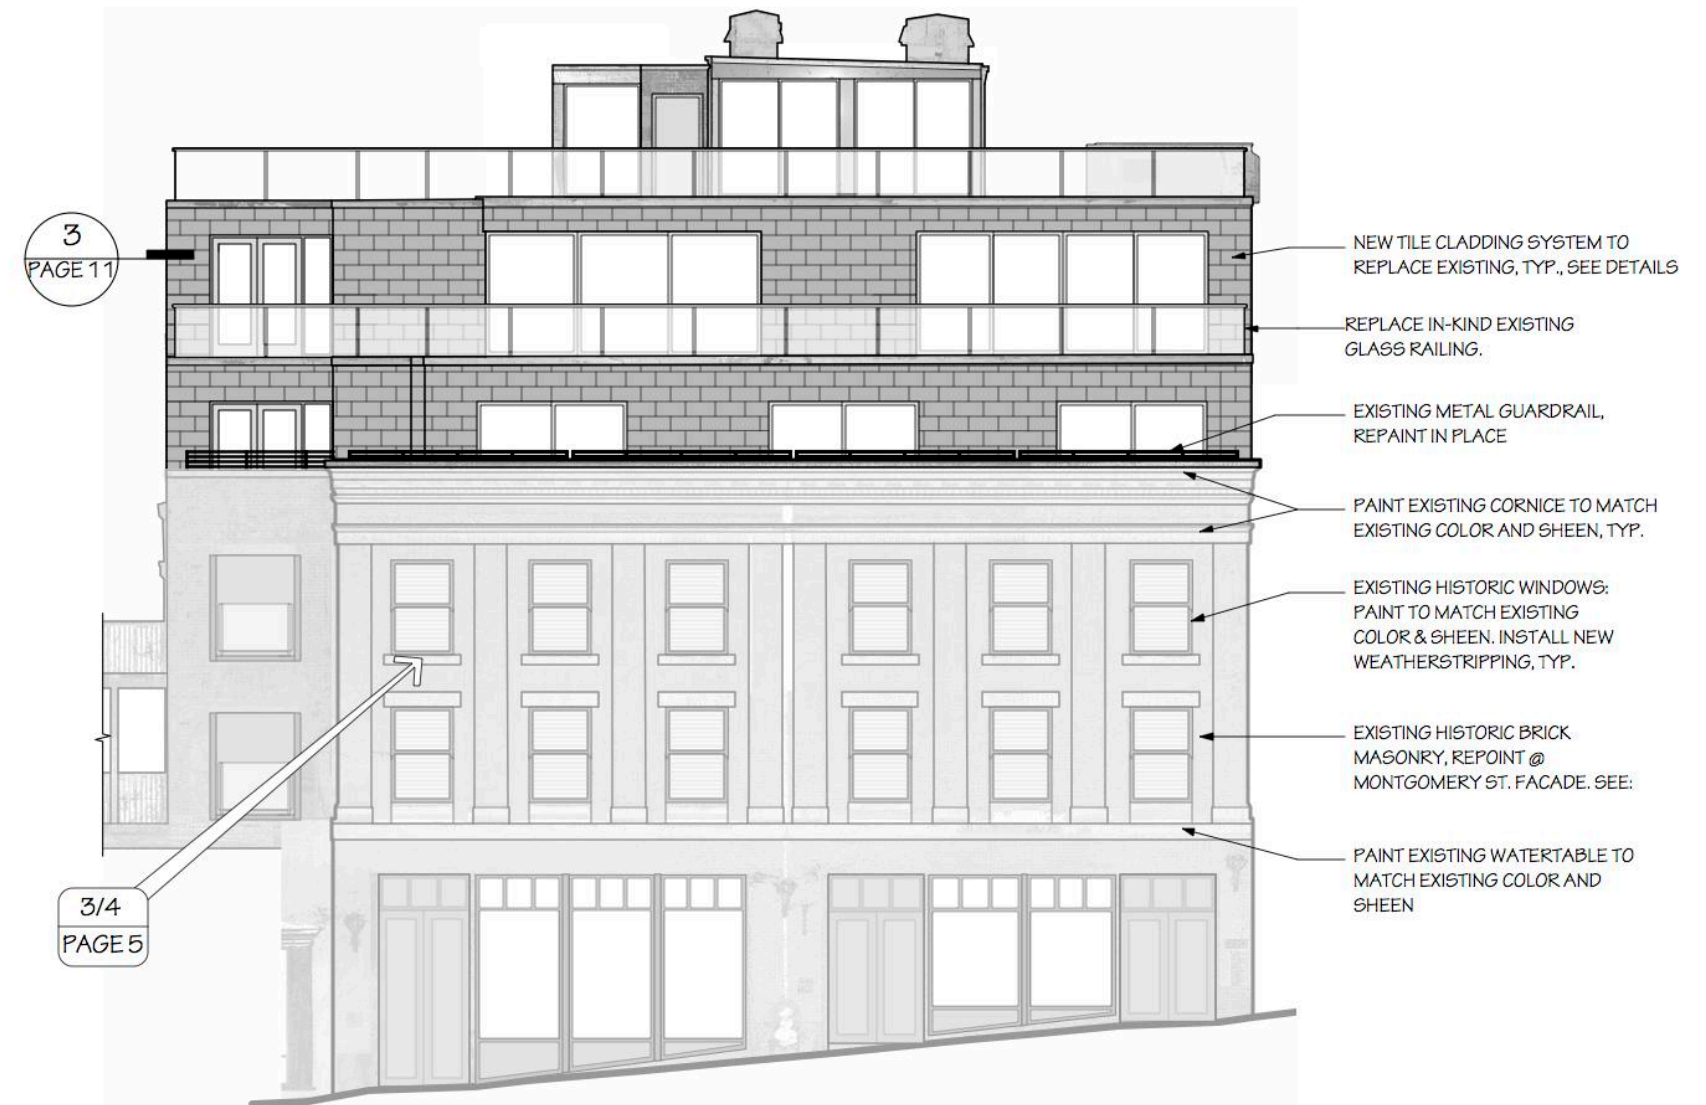 3
PAGE 11
NEW TILE CLADDING SYSTEM TO
REPLACE EXISTING, TYP., SEE DETAILS
REPLACE IN-KIND EXISTING
GLASS RAILING.
EXISTING METAL GUARDRAIL,
REPAINT IN PLACE
PAINT EXISTING CORNICE TO MATCH
EXISTING COLOR AND SHEEN, TYP.
EXISTING HISTORIC WINDOWS:
PAINT TO MATCH EXISTING
COLOR & SHEEN. INSTALL NEW
WEATHERSTRIPPING, TYP.
EXISTING HISTORIC BRICK
MASONRY, REPOINT @
MONTGOMERY ST. FACADE. SEE:
PAINT EXISTING WATERTABLE TO
MATCH EXISTING COLOR AND
SHEEN
3/4
PAGE 5